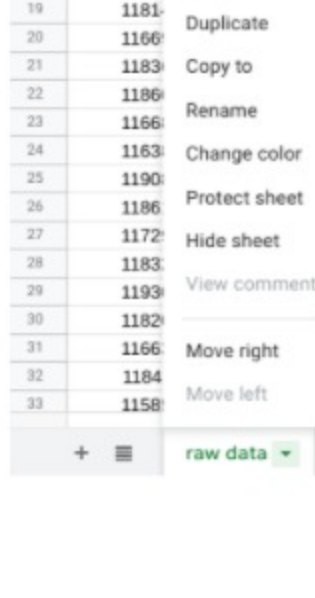 19 1181
Duplicate
20 1166
21 1183
Copy to
22 1186
Rename
23 1166
24 1163
Change color
25 1190
26 1186
Protect sheet
27 1172
Hide sheet
28 1183
29 1193
View comment
30 1182
31 1166
Move right
32 1184
Move left
33 1158
+ raw data